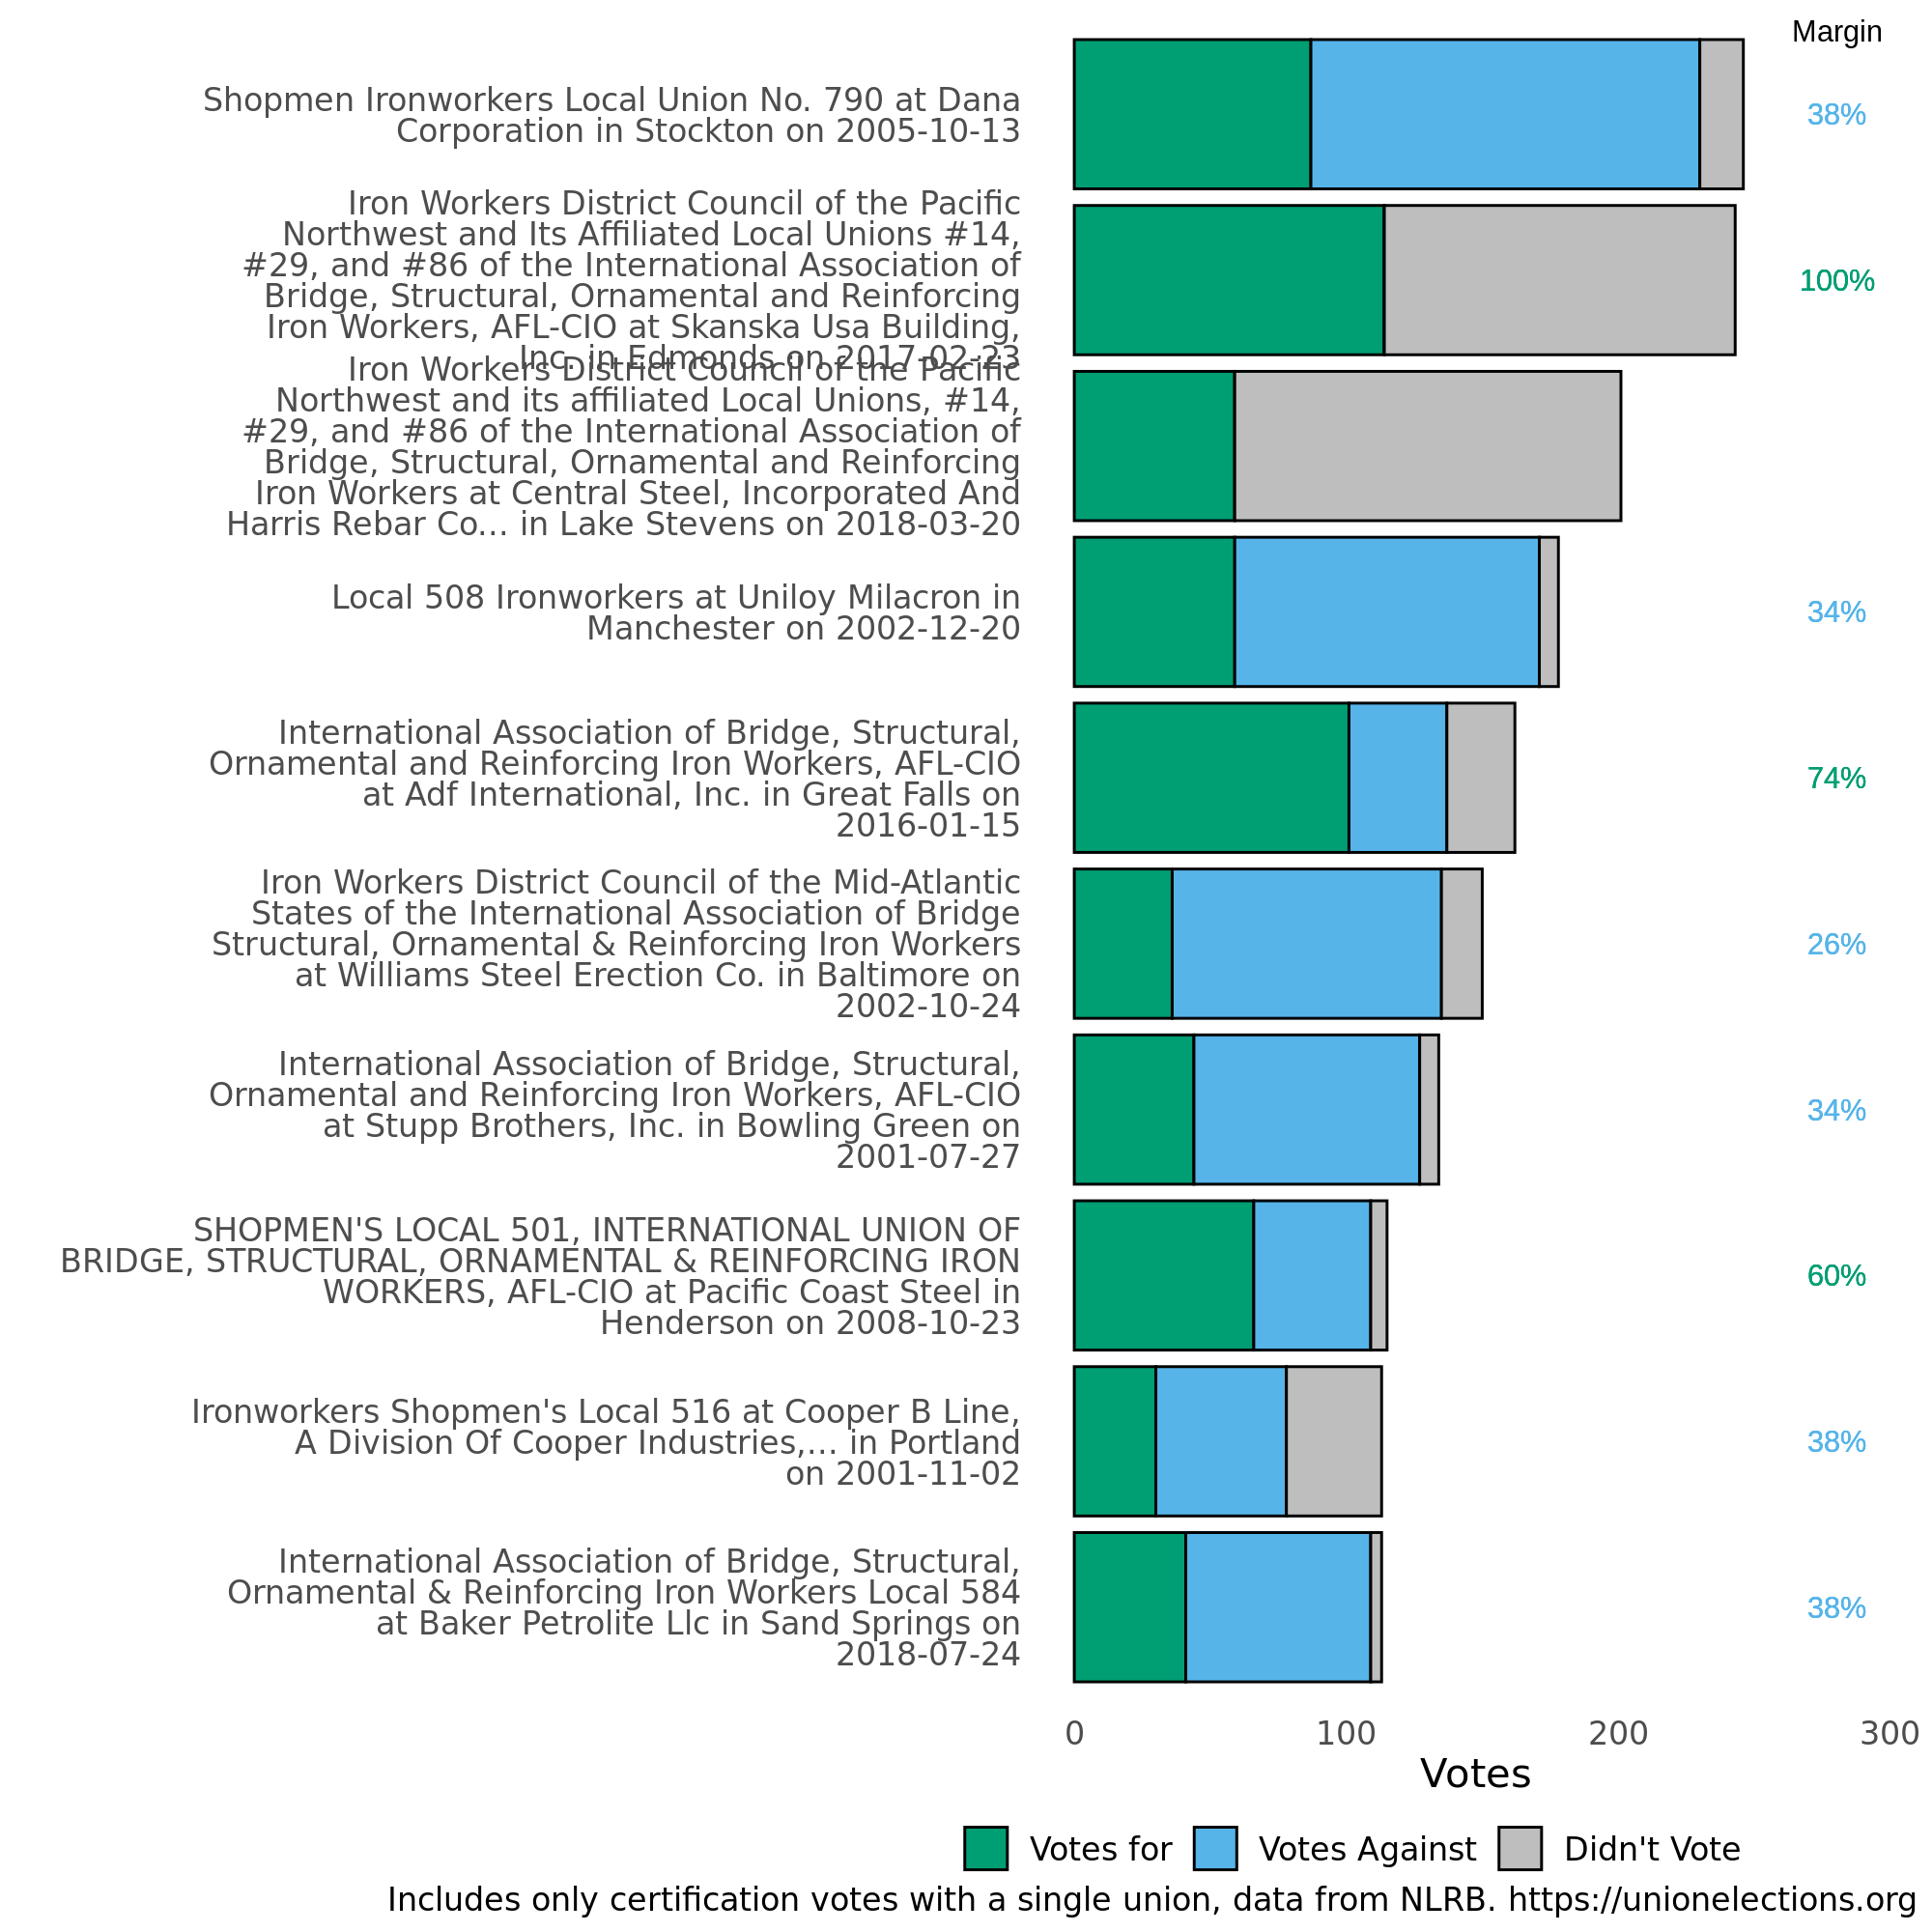 Margin
Shopmen Ironworkers Local Union No. 790 at Dana
Corporation in Stockton on 2005-10-13
38%
Iron Workers District Council of the Pacific
Northwest and Its Affiliated Local Unions #14,
#29, and #86 of the International Association of
Bridge, Structural, Ornamental and Reinforcing
Iron Workers, AFL-CIO at Skanska Usa Building,
Inc. in Edmonds on 2017-02-23
100%
Iron Workers District Council of the Pacific
Northwest and its affiliated Local Unions, #14,
#29, and #86 of the International Association of
Bridge, Structural, Ornamental and Reinforcing
Iron Workers at Central Steel, Incorporated And
Harris Rebar Co... in Lake Stevens on 2018-03-20
Local 508 Ironworkers at Uniloy Milacron in
Manchester on 2002-12-20
34%
International Association of Bridge, Structural,
Ornamental and Reinforcing Iron Workers, AFL-CIO
at Adf International, Inc. in Great Falls on
2016-01-15
74%
Iron Workers District Council of the Mid-Atlantic
States of the International Association of Bridge
Structural, Ornamental & Reinforcing Iron Workers
at Williams Steel Erection Co. in Baltimore on
2002-10-24
26%
International Association of Bridge, Structural,
Ornamental and Reinforcing Iron Workers, AFL-CIO
at Stupp Brothers, Inc. in Bowling Green on
2001-07-27
34%
SHOPMEN'S LOCAL 501, INTERNATIONAL UNION OF
BRIDGE, STRUCTURAL, ORNAMENTAL & REINFORCING IRON
WORKERS, AFL-CIO at Pacific Coast Steel in
Henderson on 2008-10-23
60%
Ironworkers Shopmen's Local 516 at Cooper B Line,
A Division Of Cooper Industries,... in Portland
on 2001-11-02
38%
International Association of Bridge, Structural,
Ornamental & Reinforcing Iron Workers Local 584
at Baker Petrolite Llc in Sand Springs on
2018-07-24
38%
0 100 200 300
Votes
Votes for Votes Against Didn't Vote
Includes only certification votes with a single union, data from NLRB. https://unionelections.org